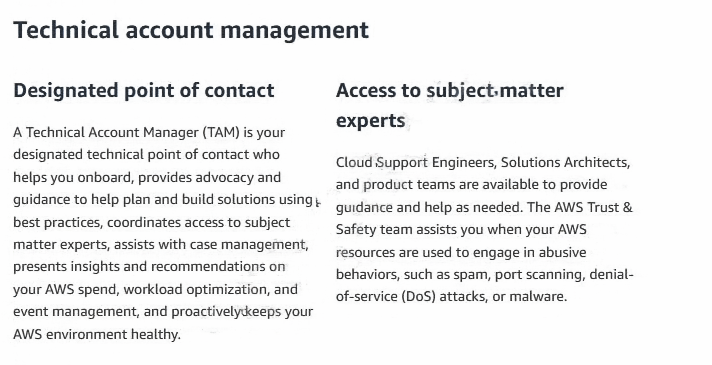 Technical account management
Designated point of contact
A Technical Account Manager (TAM) is your
designated technical point of contact who
helps you onboard, provides advocacy and
guidance to help plan and build solutions using
best practices, coordinates access to subject
matter experts, assists with case management,
presents insights and recommendations on
your AWS spend, workload optimization, and
event management, and proactively keeps your
AWS environment healthy.
Access to subject matter
experts
Cloud Support Engineers, Solutions Architects,
and product teams are available to provide
guidance and help as needed. The AWS Trust &
Safety team assists you when your AWS
resources are used to engage in abusive
behaviors, such as spam, port scanning, denial-
of-service (DoS) attacks, or malware.